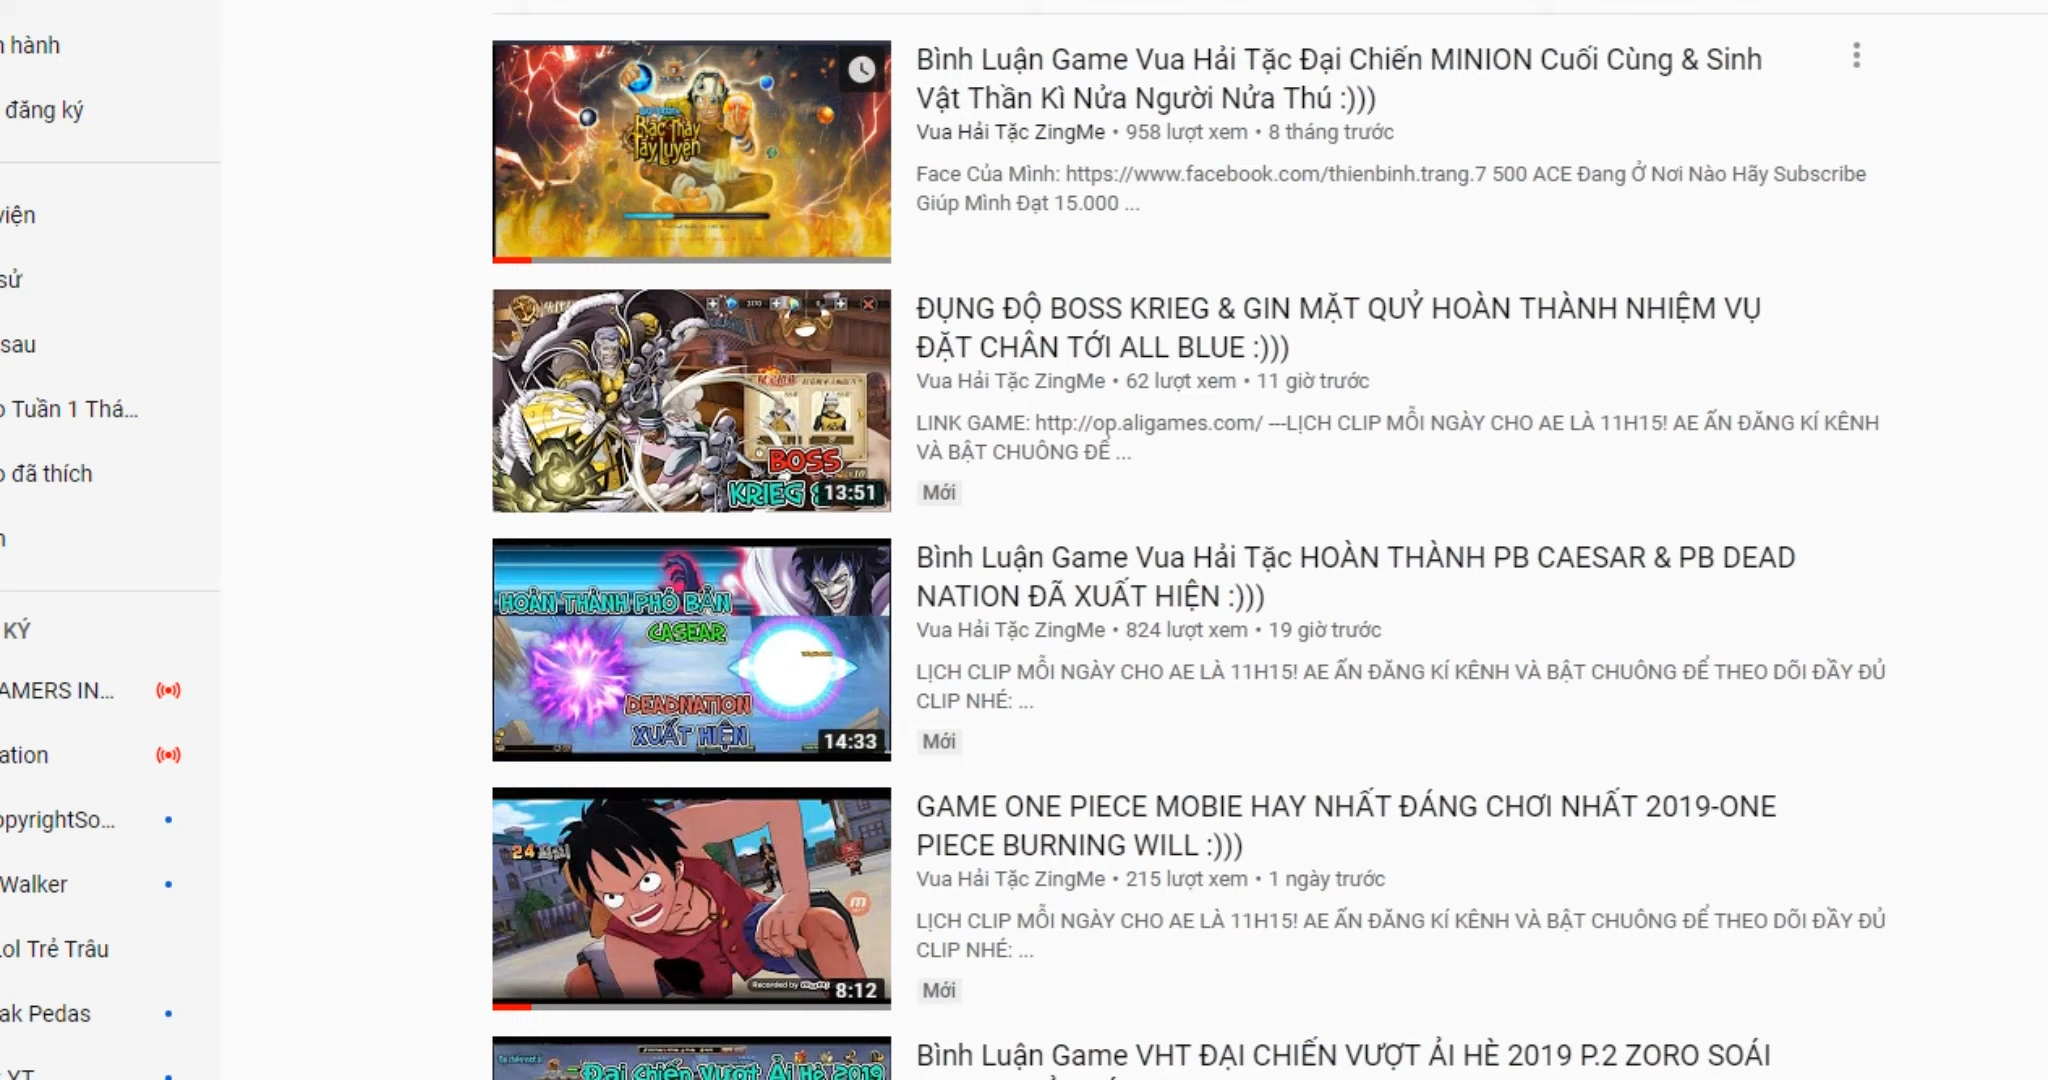 h hành
đăng ký
viện
sử
sau
o Tuần 1 Thá...
o đã thích
KÝ
AMERS IN...
ation
opyrightSo...
Walker
Lol Trẻ Trâu
ak Pedas
XT
Bậc Thầy
Tay Luyện
Bình Luận Game Vua Hải Tặc Đại Chiến MINION Cuối Cùng & Sinh
Vật Thần Kì Nửa Người Nửa Thú :)))
Vua Hải Tặc ZingMe • 958 lượt xem • 8 tháng trước
Face Của Mình: https://www.facebook.com/thienbinh.trang.7 500 ACE Đang Ở Nơi Nào Hãy Subscribe
Giúp Mình Đạt 15.000 ...
BOSS
KRIEG
13:51
ĐỤNG ĐỘ BOSS KRIEG & GIN MẶT QUỶ HOÀN THÀNH NHIỆM VỤ
ĐẶT CHÂN TỚI ALL BLUE :)))
Vua Hải Tặc ZingMe • 62 lượt xem • 11 giờ trước
LINK GAME: http://op.aligames.com/ ---LỊCH CLIP MỖI NGÀY CHO AE LÀ 11H15! AE ẤN ĐĂNG KÍ KÊNH
VÀ BẬT CHUÔNG ĐỂ ...
Mới
HOÀN THÀNH PHÓ BẢN
CASEAR
DEADNATION
XUẤT HIỆN
14:33
Bình Luận Game Vua Hải Tặc HOÀN THÀNH PB CAESAR & PB DEAD
NATION ĐÃ XUẤT HIỆN :)))
Vua Hải Tặc ZingMe • 824 lượt xem • 19 giờ trước
LỊCH CLIP MỖI NGÀY CHO AE LÀ 11H15! AE ẤN ĐĂNG KÍ KÊNH VÀ BẬT CHUÔNG ĐỂ THEO DÕI ĐẦY ĐỦ
CLIP NHÉ: ...
Mới
24
Recorded by
8:12
GAME ONE PIECE MOBIE HAY NHẤT ĐÁNG CHƠI NHẤT 2019-ONE
PIECE BURNING WILL :)))
Vua Hải Tặc ZingMe • 215 lượt xem • 1 ngày trước
LỊCH CLIP MỖI NGÀY CHO AE LÀ 11H15! AE ẤN ĐĂNG KÍ KÊNH VÀ BẬT CHUÔNG ĐỂ THEO DÕI ĐẦY ĐỦ
CLIP NHÉ: ...
Mới
Đại Chiến Vượt Ải Hè 2019
Bình Luận Game VHT ĐẠI CHIẾN VƯỢT ẢI HÈ 2019 P.2 ZORO SOÁI